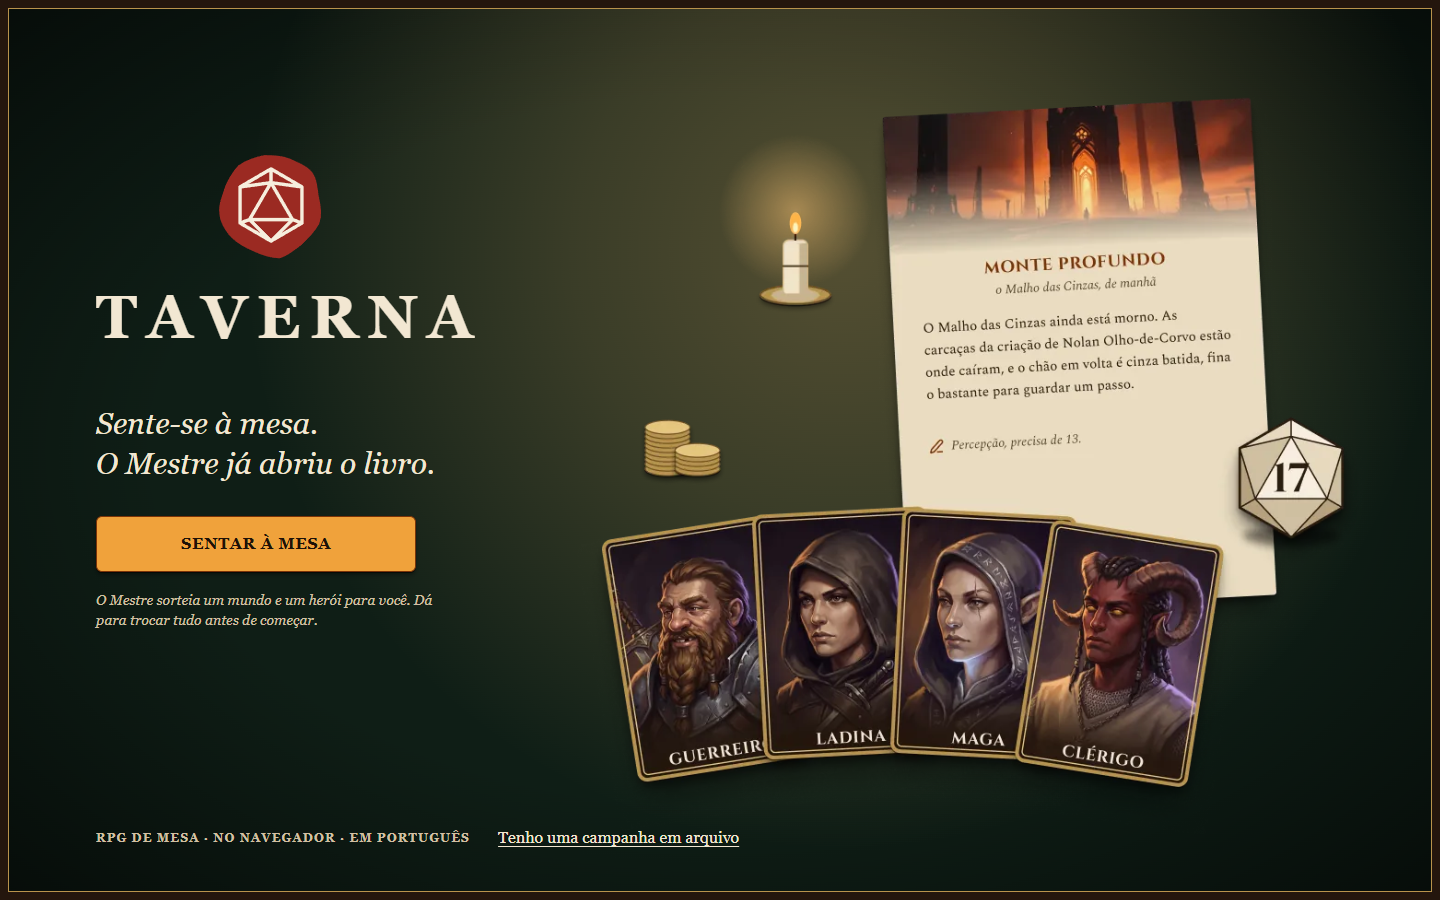 TAVERNA
Sente-se à mesa.
O Mestre já abriu o livro.
SENTAR À MESA
O Mestre sorteia um mundo e um herói para você. Dá
para trocar tudo antes de começar.
MONTE PROFUNDO
o Malho das Cinzas, de manhã
O Malho das Cinzas ainda está morno. As
carcaças da criação de Nolan Olho-de-Corvo estão
onde caíram, e o chão em volta é cinza batida, fina
o bastante para guardar um passo.
Percepção, precisa de 13.
17
GUERREIR
LADINA
MAGA
CLÉRIGO
RPG DE MESA · NO NAVEGADOR · EM PORTUGUÊS
Tenho uma campanha em arquivo